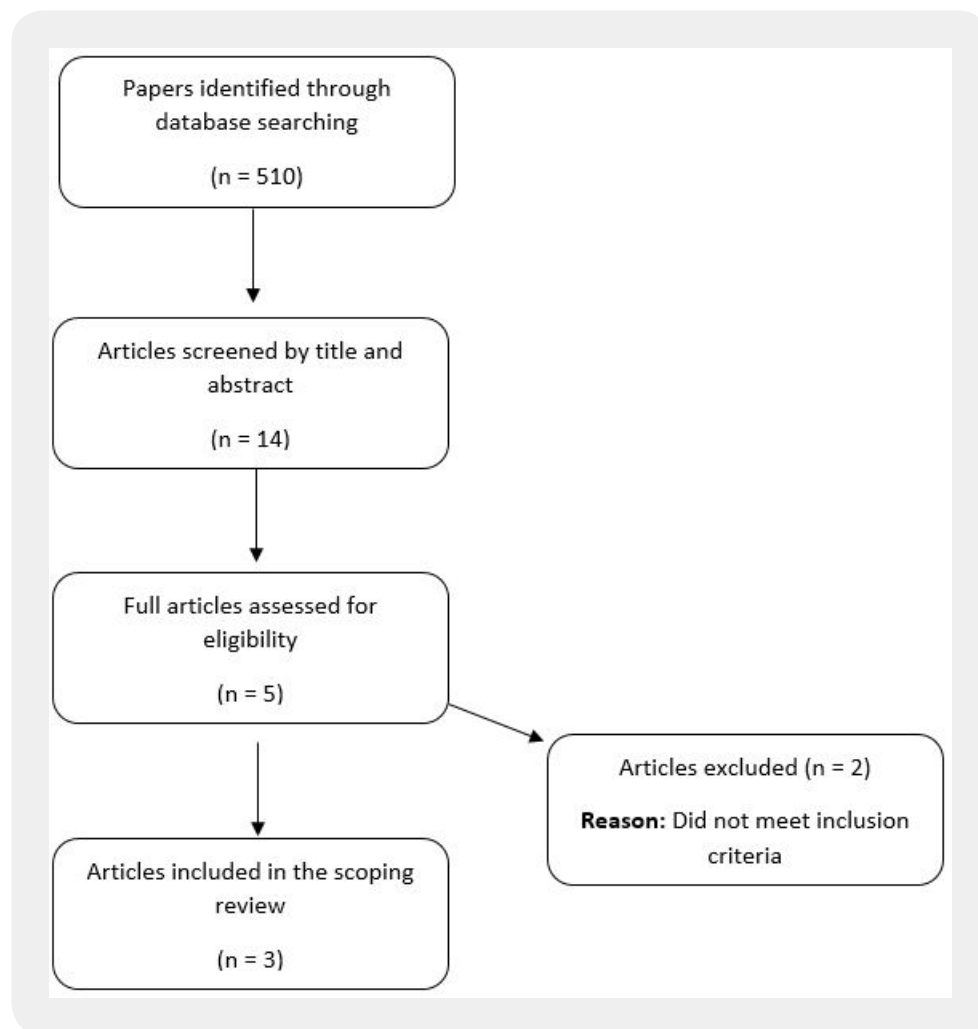 Papers identified through
database searching
(n = 510)
Articles screened by title and
abstract
(n = 14)
Full articles assessed for
eligibility
(n = 5)
Articles excluded (n = 2)
Reason: Did not meet inclusion
criteria
Articles included in the scoping
review
(n = 3)